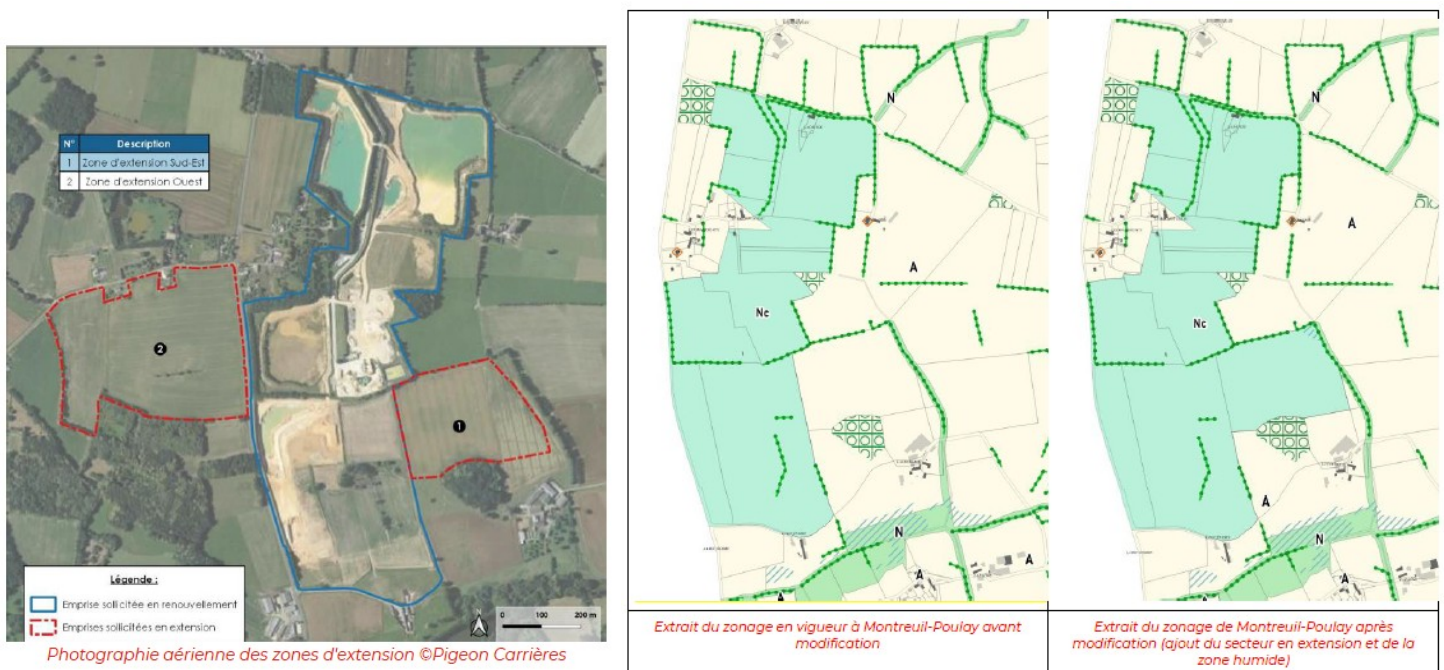 N° Description
1 Zone d'extension Sud-Est
2 Zone d'extension Ouest
2
1
Légende :
Emprise sollicitée en renouvellement
Emprises sollicitées en extension
0 100 200 m
Photographie aérienne des zones d'extension ©Pigeon Carrières
N
A
Nc
N
A
A
A
Extrait du zonage en vigueur à Montreuil-Poulay avant
modification
N
A
Nc
A
N
A
A
Extrait du zonage de Montreuil-Poulay après
modification (ajout du secteur en extension et de la
zone humide)